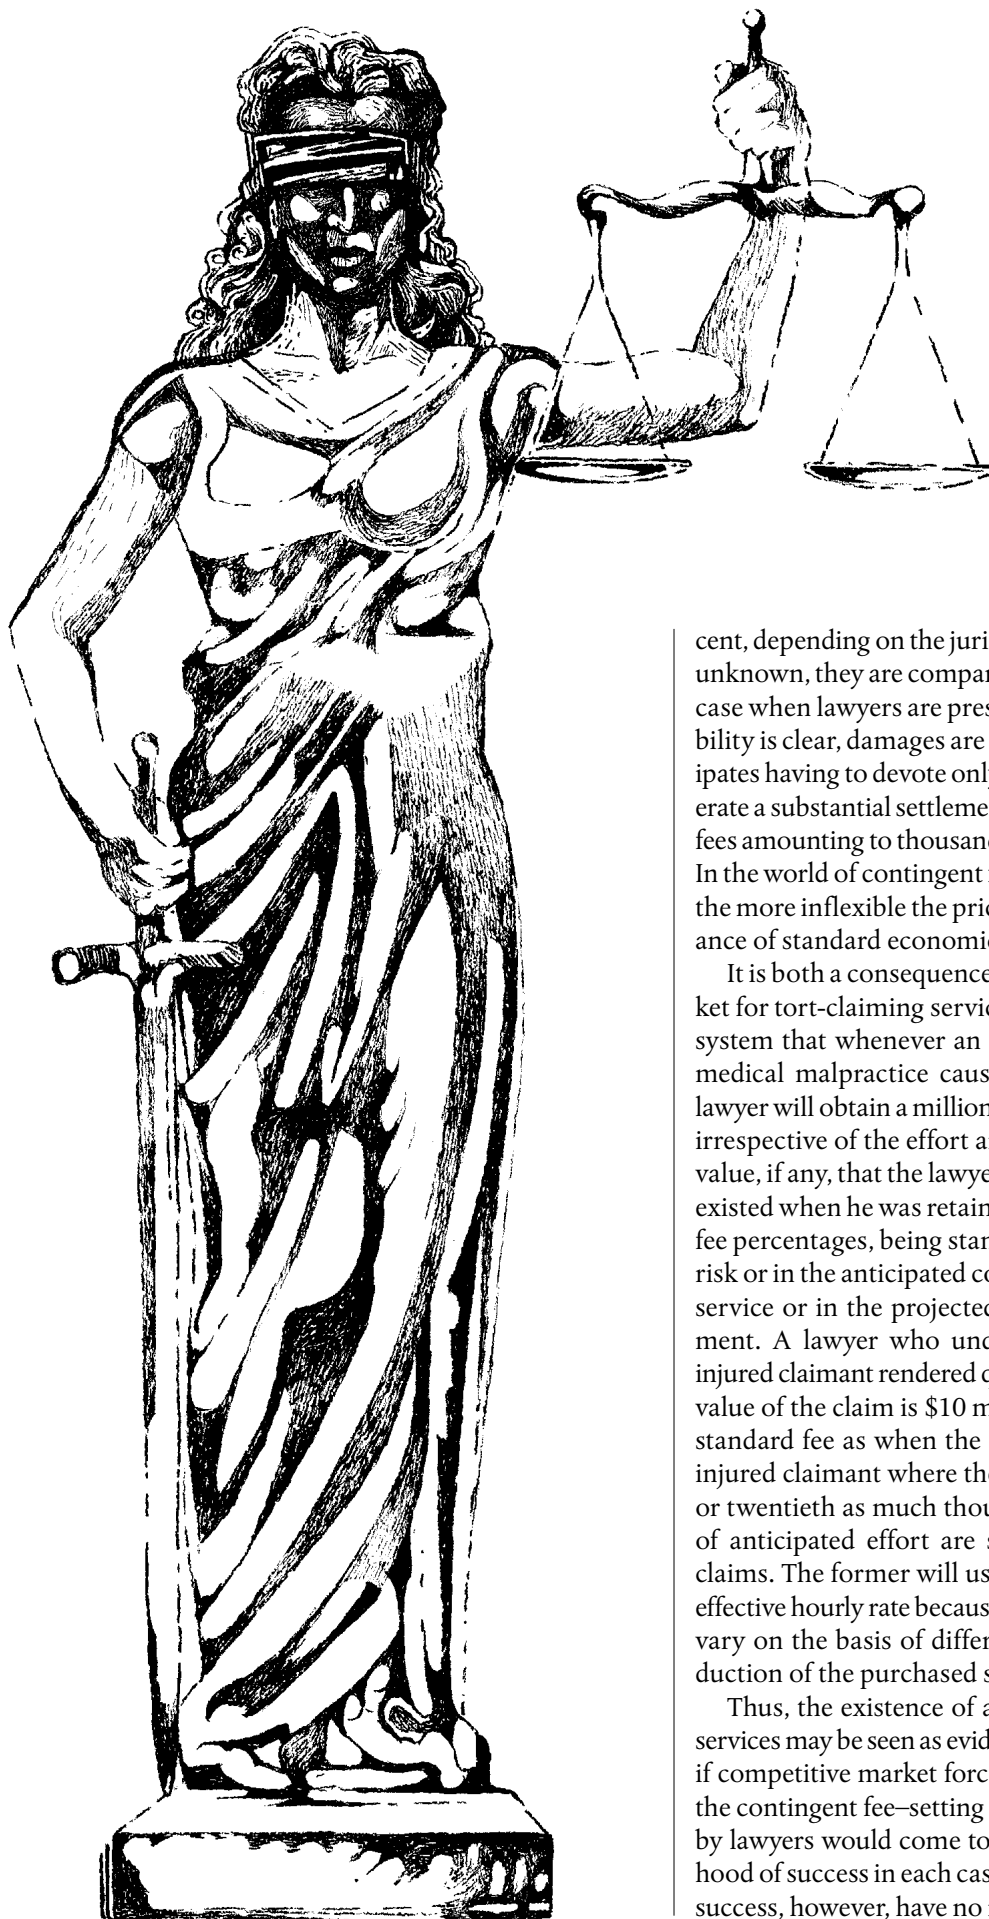 cent, depending on the juri
unknown, they are compar
case when lawyers are pres
bility is clear, damages are
ipates having to devote onl
erate a substantial settleme
fees amounting to thousan
In the world of contingent
the more inflexible the pric
ance of standard economi
It is both a consequence
ket for tort-claiming servic
system that whenever an
medical malpractice caus
lawyer will obtain a million
irrespective of the effort a
value, if any, that the lawye
existed when he was retain
fee percentages, being stan
risk or in the anticipated co
service or in the projected
ment. A lawyer who und
injured claimant rendered q
value of the claim is $10 m
standard fee as when the
injured claimant where the
or twentieth as much thou
of anticipated effort are s
claims. The former will us
effective hourly rate becaus
vary on the basis of differ
duction of the purchased s
Thus, the existence of a
services may be seen as evid
if competitive market forc
the contingent fee–setting
by lawyers would come to
hood of success in each cas
success, however, have no